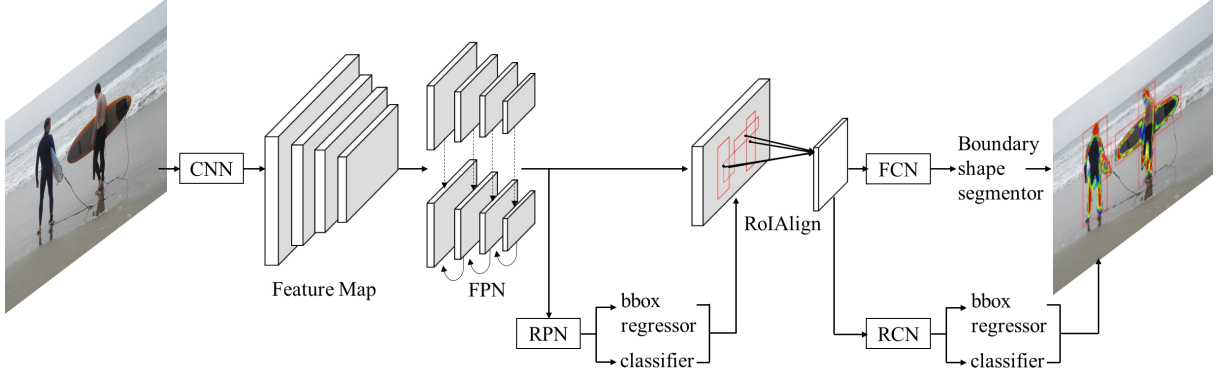 CNN
Feature Map
FPN
RPN
bbox
regressor
classifier
RoIAlign
FCN
Boundary
shape
segmentor
RCN
bbox
regressor
classifier